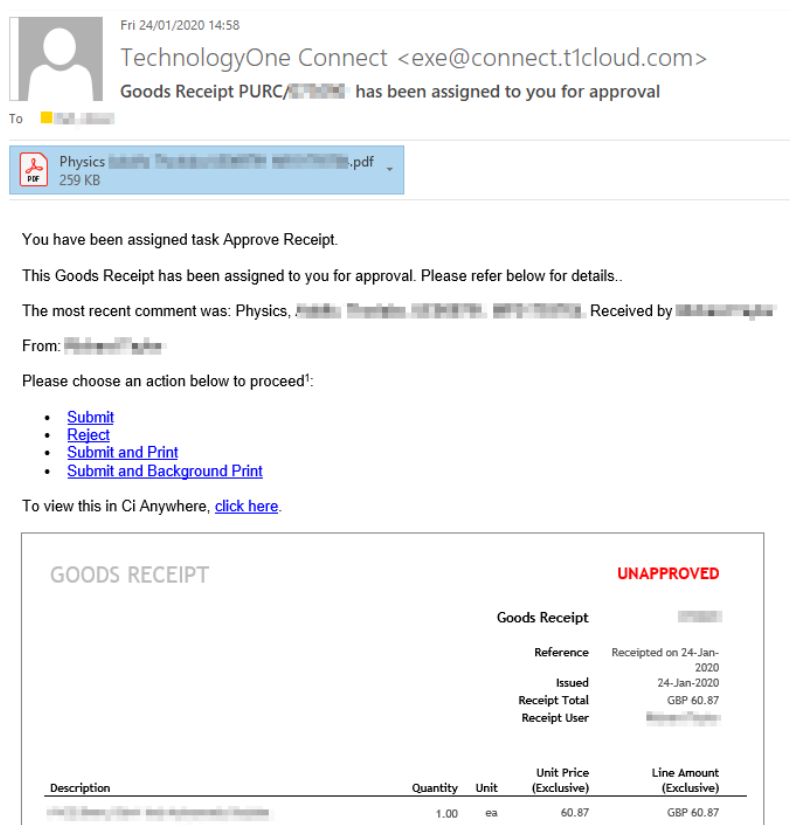 Fri 24/01/2020 14:58
TechnologyOne Connect <exe@connect.t1cloud.com>
Goods Receipt PURC/ has been assigned to you for approval
To
Physics .pdf
PDF
259 KB
You have been assigned task Approve Receipt.
This Goods Receipt has been assigned to you for approval. Please refer below for details..
The most recent comment was: Physics, Received by
From:
Please choose an action below to proceed¹:
• Submit
• Reject
• Submit and Print
• Submit and Background Print
To view this in Ci Anywhere, click here.
GOODS RECEIPT UNAPPROVED
Goods Receipt
Reference Receipted on 24-Jan-
2020
Issued 24-Jan-2020
Receipt Total GBP 60.87
Receipt User
Unit Price Line Amount
Description Quantity Unit (Exclusive) (Exclusive)
1.00 ea 60.87 GBP 60.87